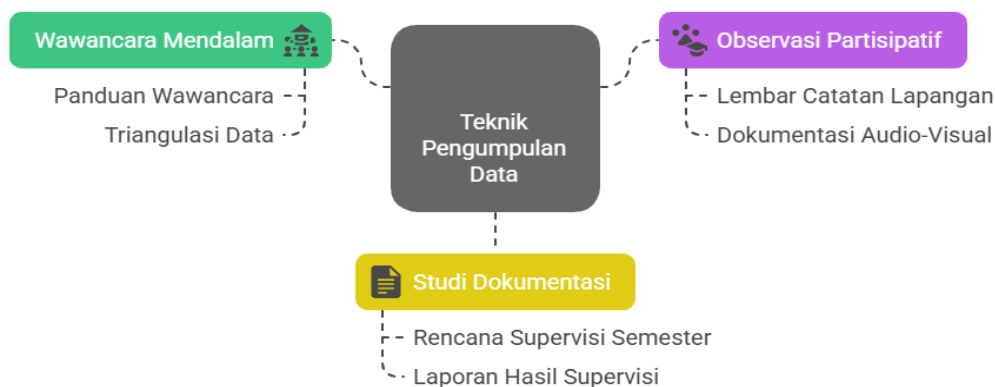 Wawancara Mendalam
Panduan Wawancara
Triangulasi Data
Teknik
Pengumpulan
Data
Observasi Partisipatif
Lembar Catatan Lapangan
Dokumentasi Audio-Visual
Studi Dokumentasi
Rencana Supervisi Semester
Laporan Hasil Supervisi